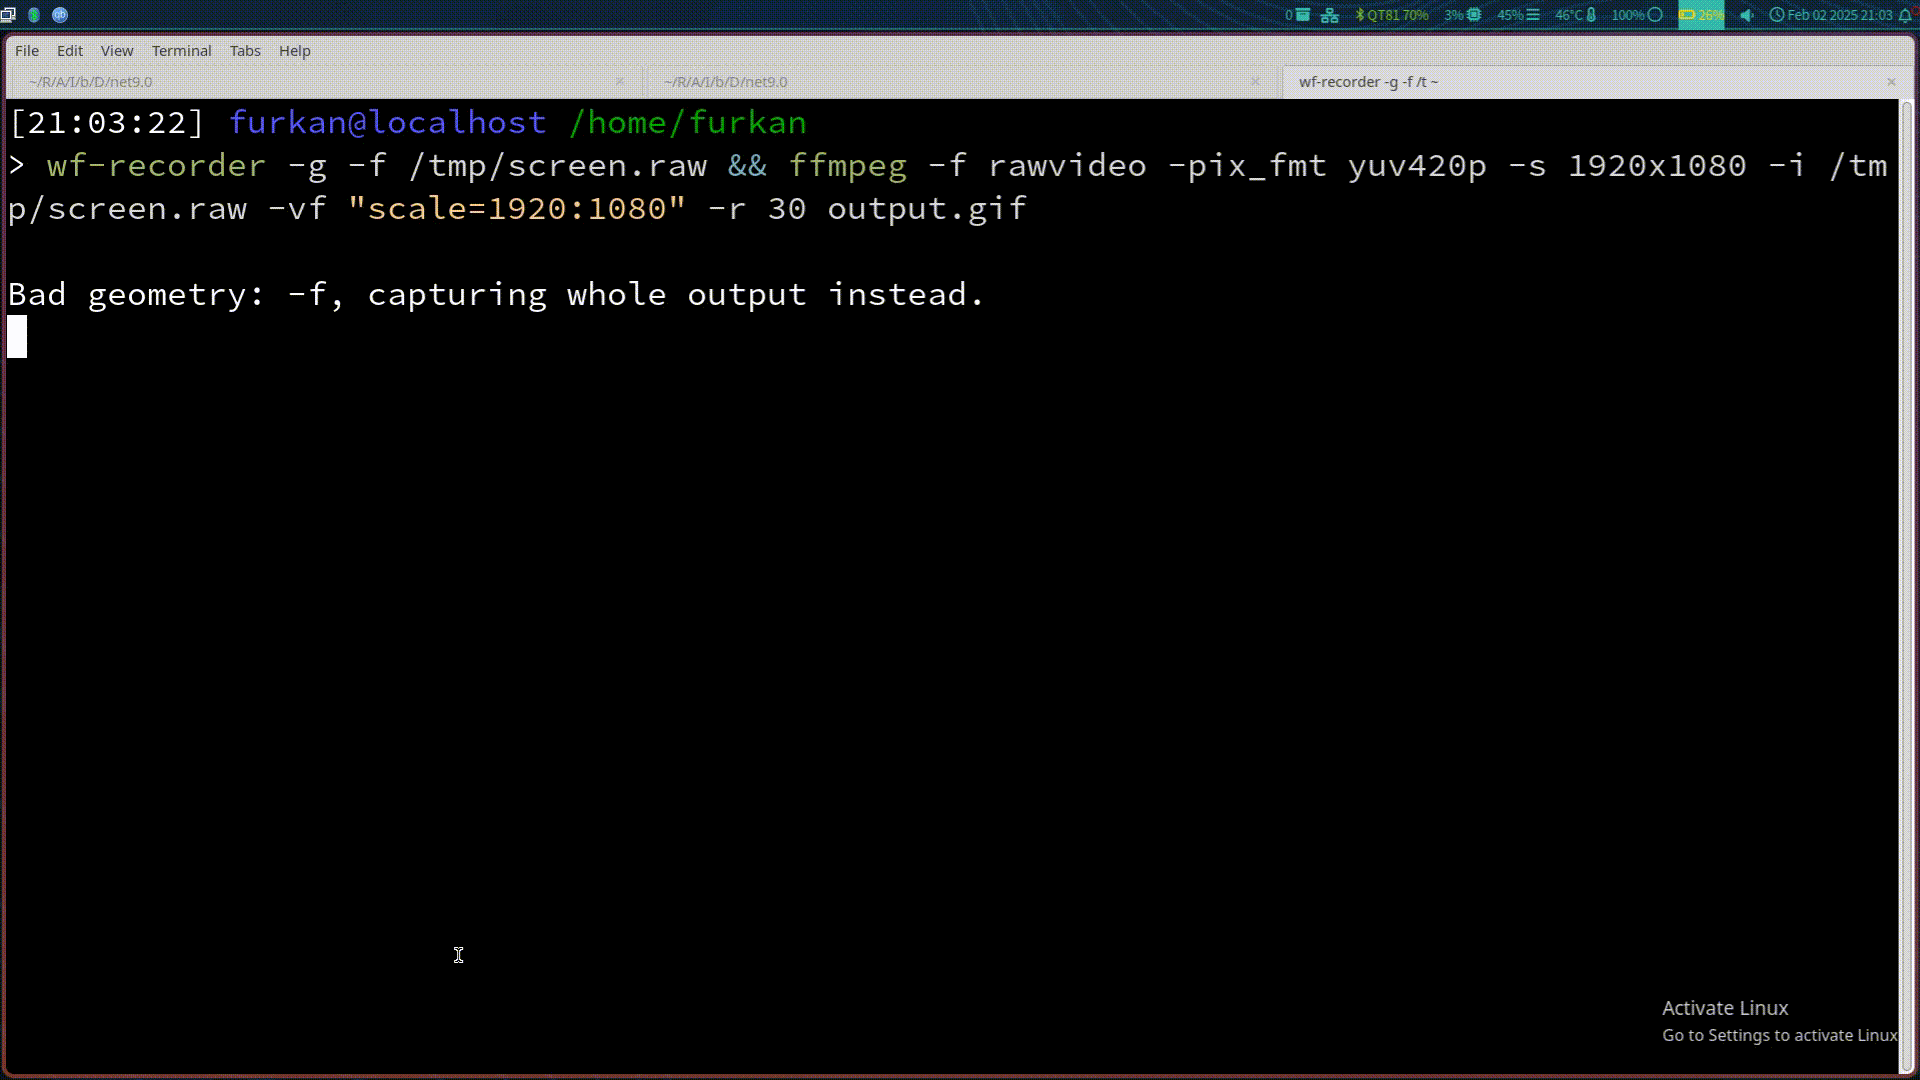 0 QT81 70% 3% 45% 46°C 100% 26% Feb 02 2025 21:03
File Edit View Terminal Tabs Help
~/R/A/I/b/D/net9.0 × ~/R/A/I/b/D/net9.0 × wf-recorder -g -f /t ~ ×
[21:03:22] furkan@localhost /home/furkan
> wf-recorder -g -f /tmp/screen.raw && ffmpeg -f rawvideo -pix_fmt yuv420p -s 1920x1080 -i /tm
p/screen.raw -vf "scale=1920:1080" -r 30 output.gif
Bad geometry: -f, capturing whole output instead.
Activate Linux
Go to Settings to activate Linux